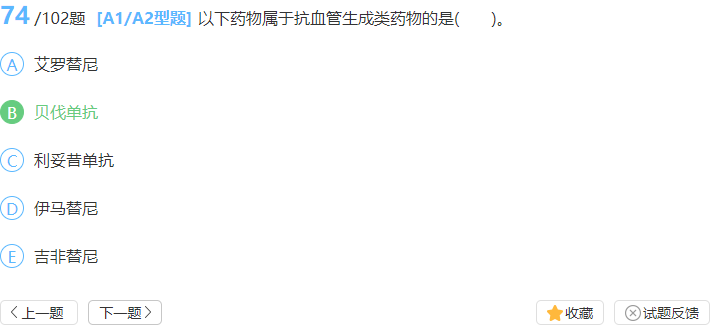 74 /102题 [A1/A2型题] 以下药物属于抗血管生成类药物的是( )。
A 艾罗替尼
B 贝伐单抗
C 利妥昔单抗
D 伊马替尼
E 吉非替尼
上一题 下一题 收藏 试题反馈